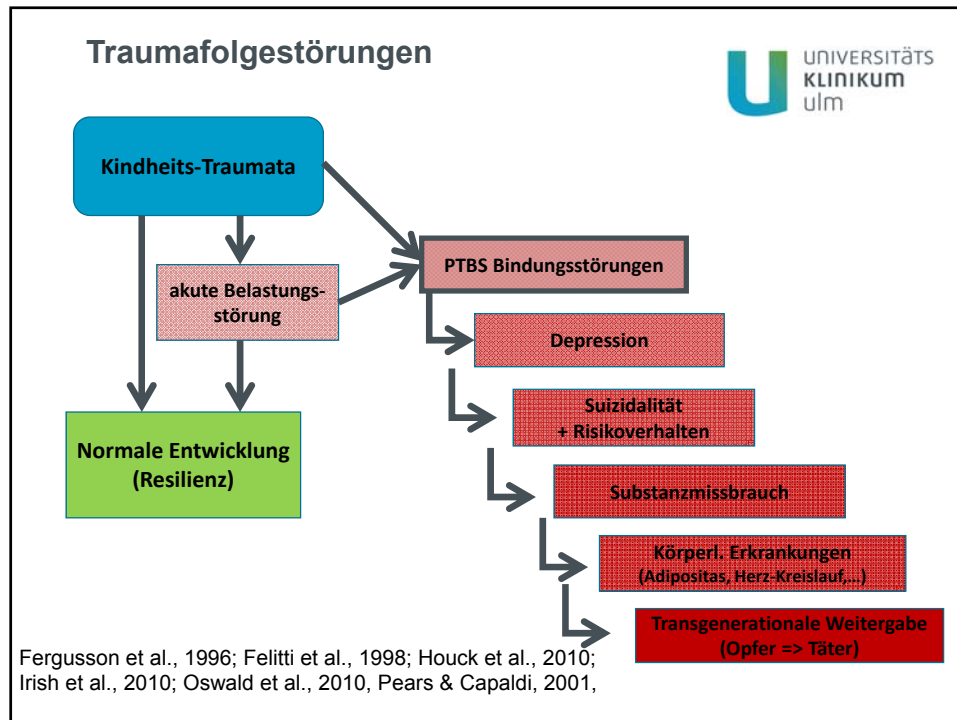 Traumafolgestörungen
UNIVERSITÄTS
KLINIKUM
ulm
Kindheits-Traumata
akute Belastungs-
störung
Normale Entwicklung
(Resilienz)
PTBS Bindungsstörungen
Depression
Suizidalität
+ Risikoverhalten
Substanzmissbrauch
Körperl. Erkrankungen
(Adipositas, Herz-Kreislauf,...)
Transgenerationale Weitergabe
(Opfer => Täter)
Fergusson et al., 1996; Felitti et al., 1998; Houck et al., 2010;
Irish et al., 2010; Oswald et al., 2010, Pears & Capaldi, 2001,